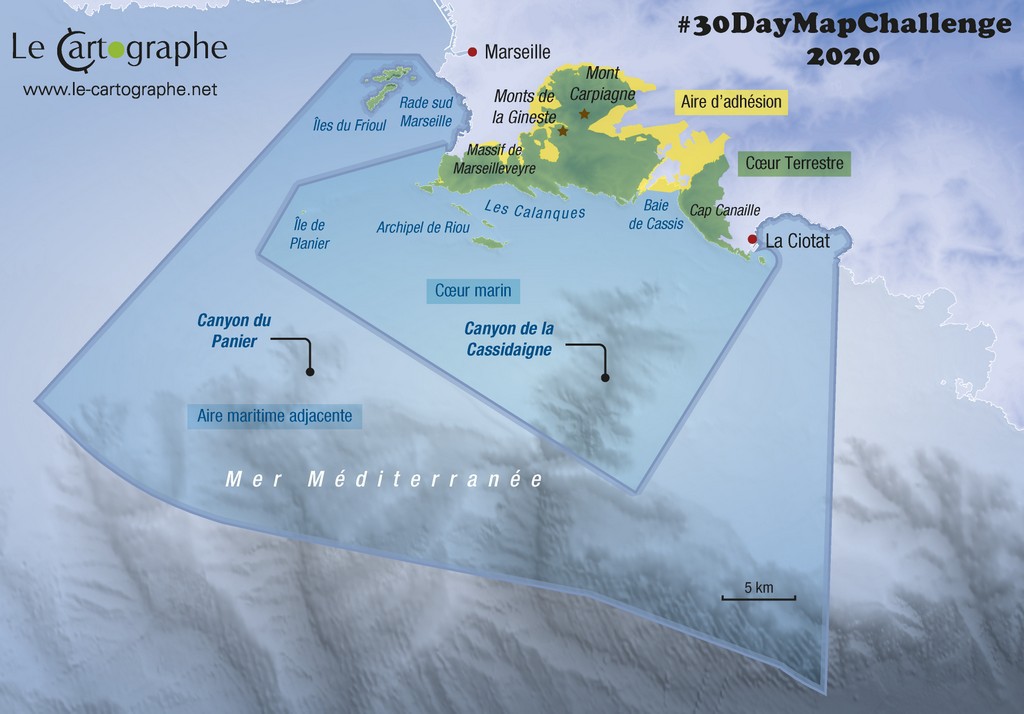 #30DayMapChallenge
2020
Le Cartographe
www.le-cartographe.net
Marseille
Mont
Carpiagne
Monts de
la Gineste
Aire d'adhésion
Rade sud
Marseille
Îles du Frioul
Massif de
Marseilleveyre
Cœur Terrestre
Les Calanques
Baie
de Cassis
Cap Canaille
Île de
Planier
Archipel de Riou
La Ciotat
Cœur marin
Canyon du
Panier
Canyon de la
Cassidaigne
Aire maritime adjacente
Mer Méditerranée
5 km